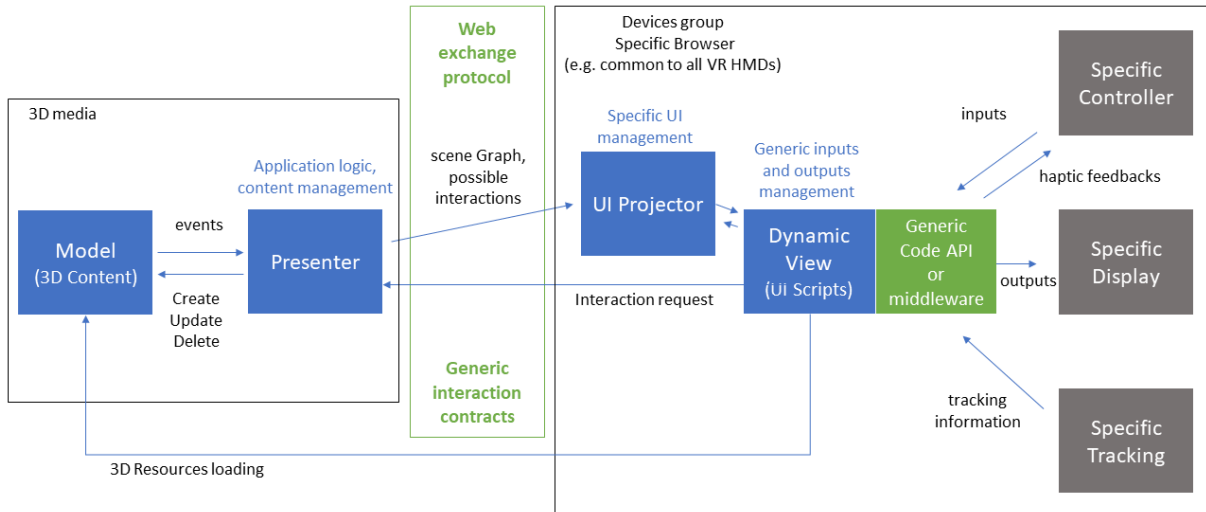 3D media
Model
(3D Content)
events
Create
Update
Delete
Application logic,
content management
Presenter
Web
exchange
protocol
scene Graph,
possible
interactions
Generic
interaction
contracts
Devices group
Specific Browser
(e.g. common to all VR HMDs)
Specific UI
management
UI Projector
Generic inputs
and outputs
management
Dynamic
View
(UI Scripts)
Generic
Code API
or
middleware
Interaction request
3D Resources loading
inputs
haptic feedbacks
outputs
tracking
information
Specific
Controller
Specific
Display
Specific
Tracking